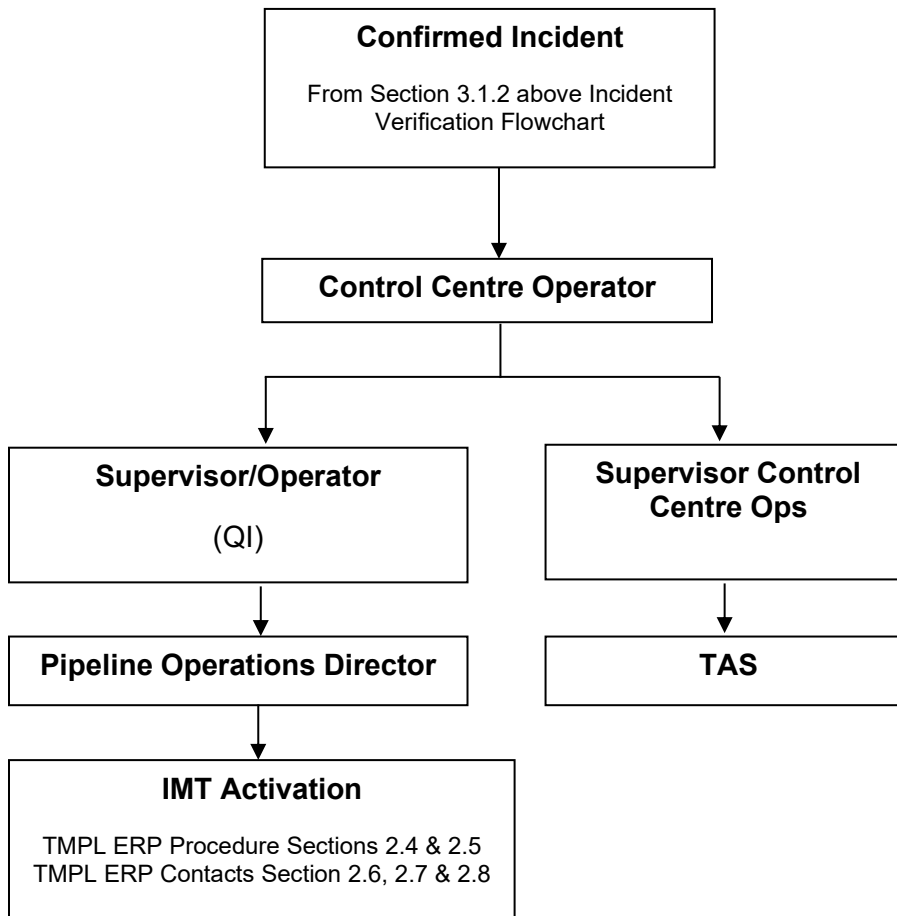 Confirmed Incident
From Section 3.1.2 above Incident
Verification Flowchart
Control Centre Operator
Supervisor/Operator
(QI)
Supervisor Control
Centre Ops
Pipeline Operations Director
TAS
IMT Activation
TMPL ERP Procedure Sections 2.4 & 2.5
TMPL ERP Contacts Section 2.6, 2.7 & 2.8